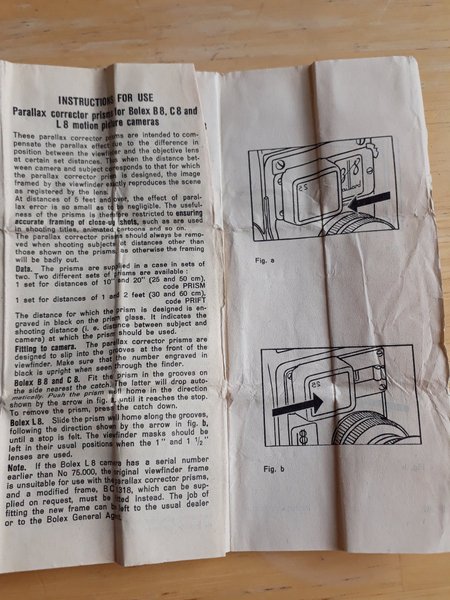 INSTRUCTIONS FOR USE
Parallax corrector prisms for Bolex B 8, C 8 and
L 8 motion picture cameras
These parallax corrector prisms are intended to com-
pensate the parallax effect due to the difference in
position between the viewfinder and the objective lens
at certain set distances. Thus when the distance bet-
ween camera and subject corresponds to that for which
the parallax corrector prism is designed, the image
framed by the viewfinder exactly reproduces the scene
as registered by the lens.
At distances of 5 feet and over, the effect of paral-
lax error is so small as to be negligible. The useful-
ness of the prisms is therefore restricted to ensuring
accurate framing of close-up shots, such as are used
in shooting titles, animated cartoons and so on.
The parallax corrector prisms should always be remo-
ved when shooting subjects at distances other than
those shown on the prisms, as otherwise the framing
will be badly out.
Data. The prisms are supplied in a case in sets of
two. Two different sets of prisms are available :
1 set for distances of 10" and 20" (25 and 50 cm),
code PRISM
1 set for distances of 1 and 2 feet (30 and 60 cm),
code PRIFT
The distance for which the prism is designed is en-
graved in black on the prism glass. It indicates the
shooting distance (i. e. distance between subject and
camera) at which the prism should be used.
Fitting to camera. The parallax corrector prisms are
designed to slip into the grooves at the front of the
viewfinder. Make sure that the number engraved in
black is upright when seen through the finder.
Bolex B 8 and C 8. Fit the prism in the grooves on
the side nearest the catch. The latter will drop auto-
matically. Push the prism well home in the direction
shown by the arrow in fig. a, until it reaches the stop.
To remove the prism, press the catch down.
Bolex L 8. Slide the prism well home along the grooves,
following the direction shown by the arrow in fig. b,
until a stop is felt. The viewfinder masks should be
left in their usual positions when the 1" and 1 ½"
lenses are used.
Note. If the Bolex L 8 camera has a serial number
earlier than No 75.000, the original viewfinder frame
is unsuitable for use with the parallax corrector prisms,
and a modified frame, 8 C 1318, which can be sup-
plied on request, must be fitted instead. The job of
fitting the new frame can be left to the usual dealer
or to the Bolex General Agent.
25
8
Fig. a
25
8
Fig. b